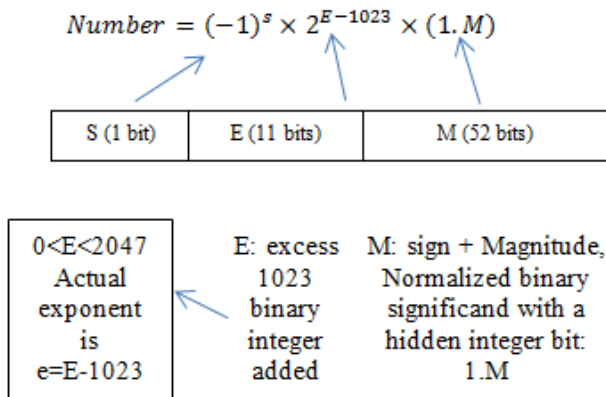 Number = (-1)^s × 2^{E-1023} × (1.M)
S (1 bit) E (11 bits) M (52 bits)
0<E<2047
Actual
exponent
is
e=E-1023
E: excess
1023
binary
integer
added
M: sign + Magnitude,
Normalized binary
significand with a
hidden integer bit:
1.M